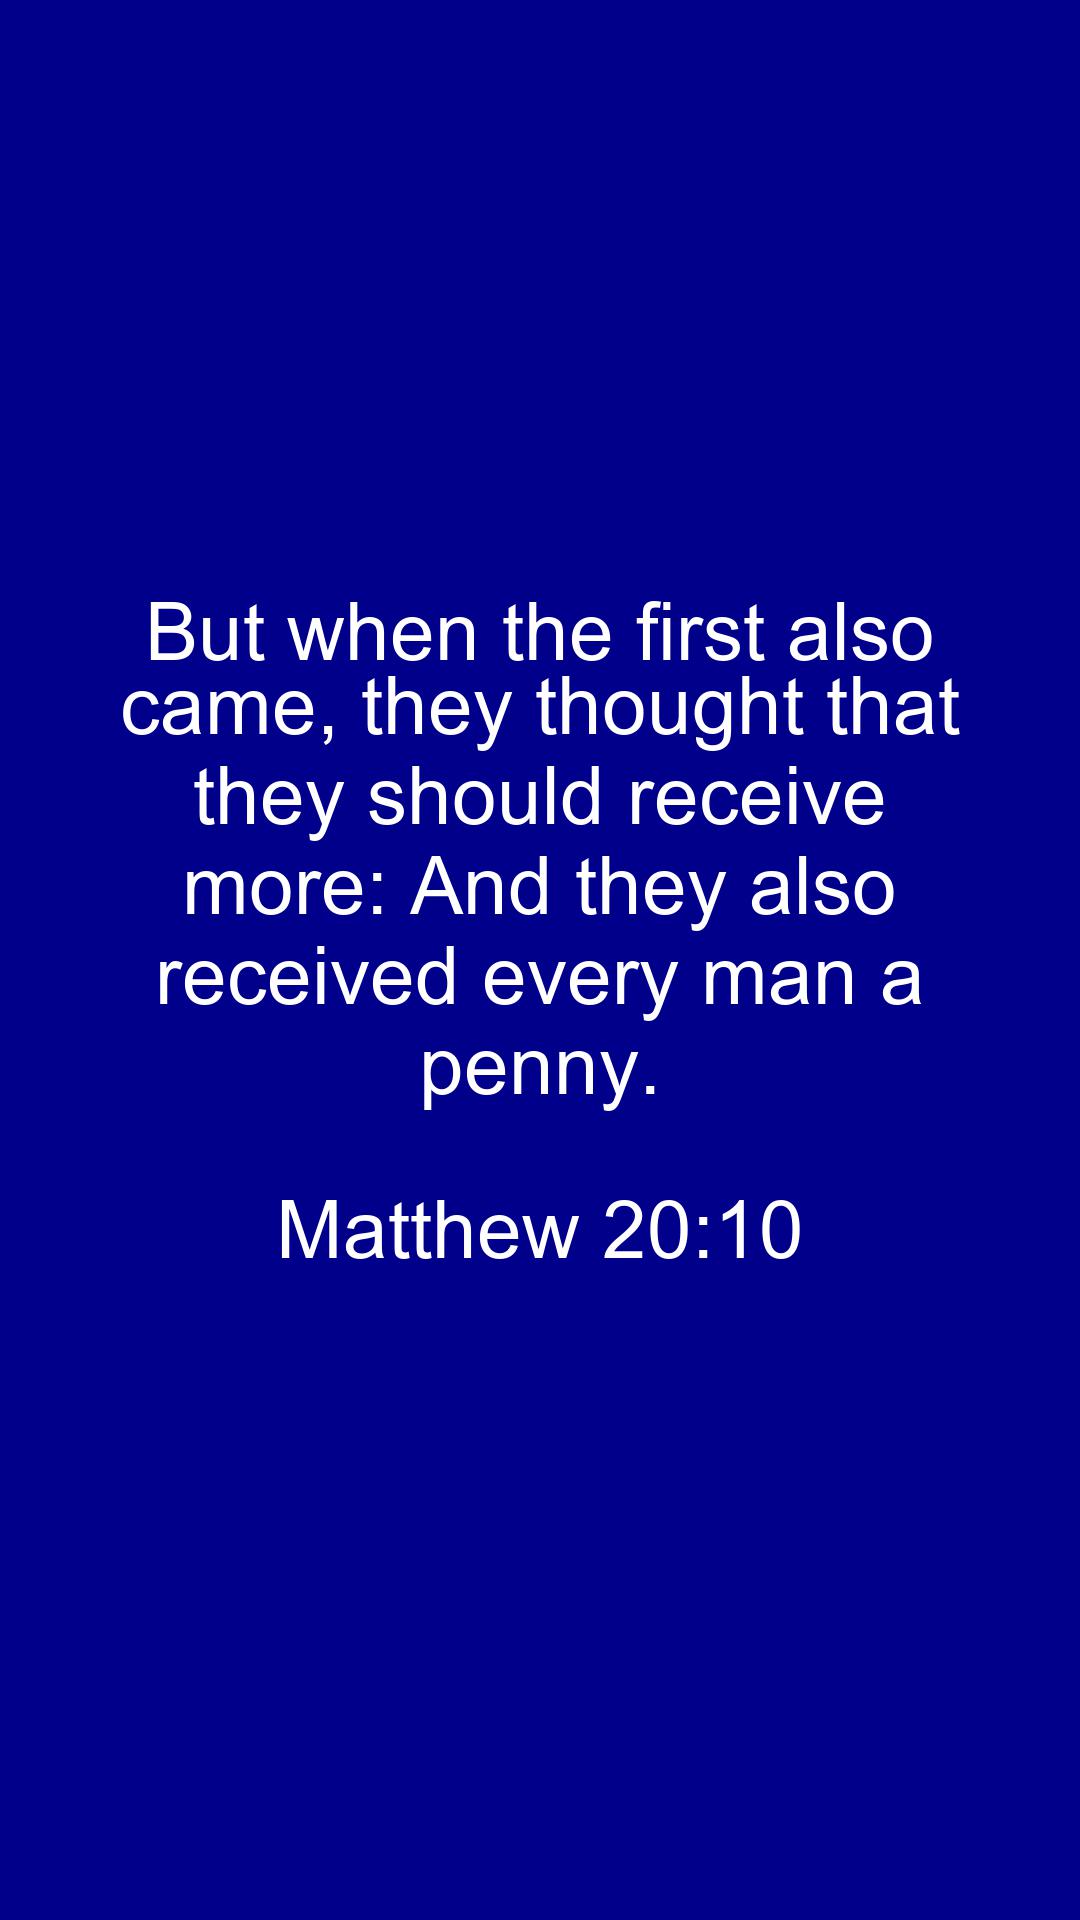 But when the first also
came, they thought that
they should receive
more: And they also
received every man a
penny.
Matthew 20:10